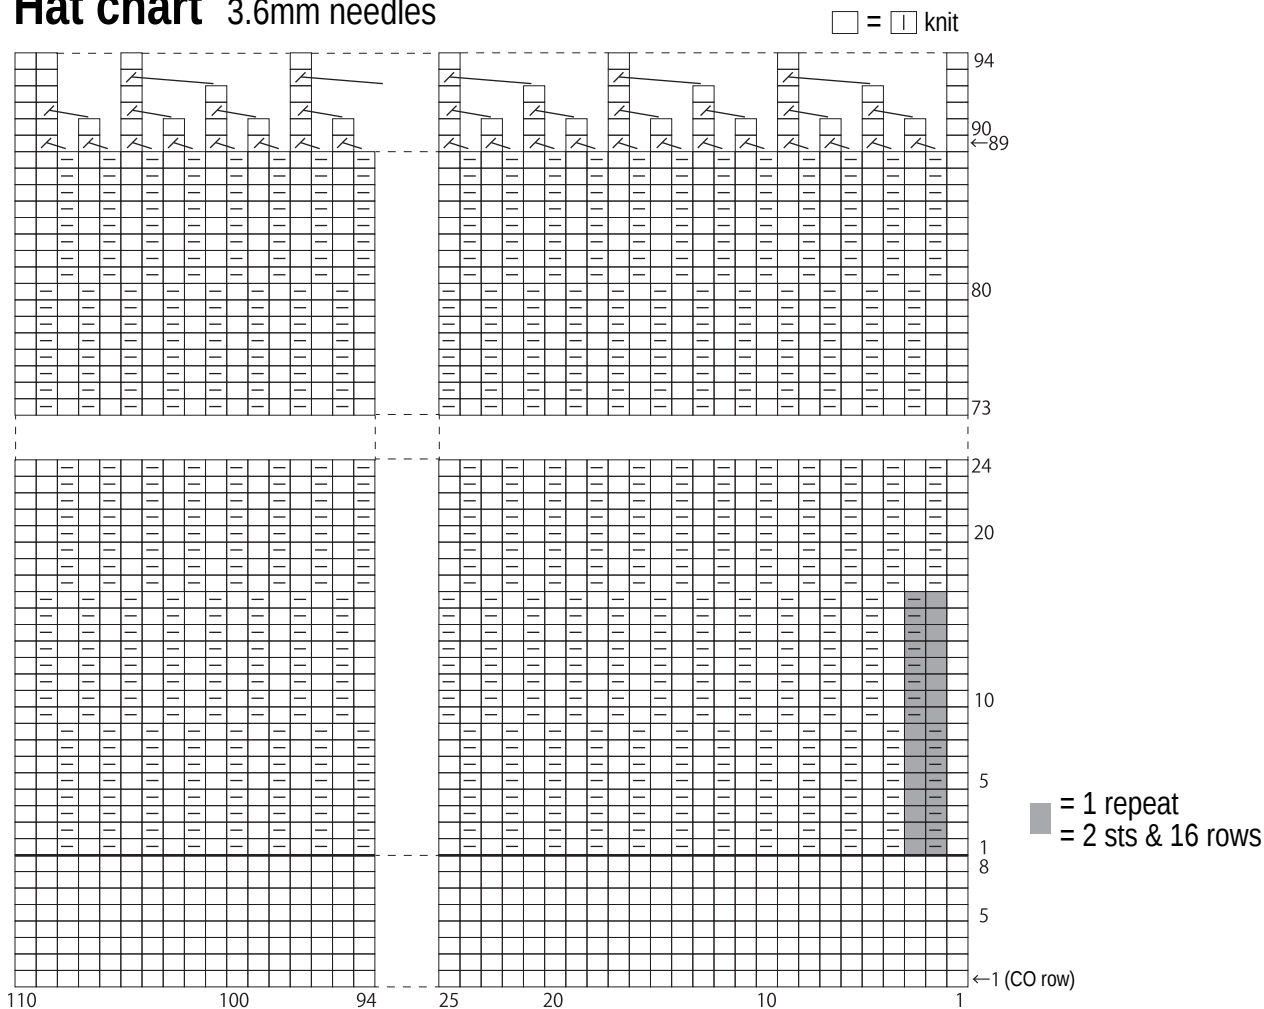 Hat chart 3.6mm needles
= | knit
94
90
←89
80
73
24
20
10
5
1
8
5
←1 (CO row)
= 1 repeat
= 2 sts & 16 rows
110 100 94 25 20 10 1